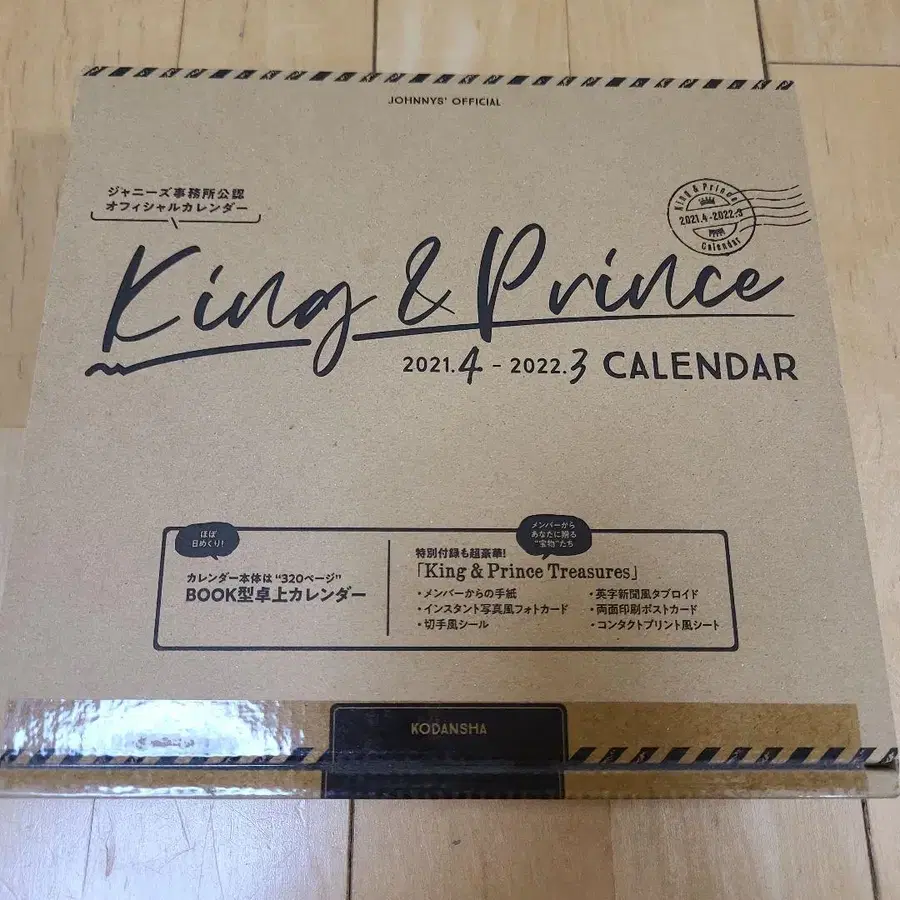 JOHNNYS' OFFICIAL
ジャニーズ事務所公認
オフィシャルカレンダー
King & Prince
2021.4-2022.3
Calendar
King & Prince
2021.4 - 2022.3 CALENDAR
ほぼ
日めくり!
カレンダー本体は"320ページ"
BOOK型卓上カレンダー
メンバーから
あなたに贈る
"宝物"たち
特別付録も超豪華!
「King & Prince Treasures」
・メンバーからの手紙
・インスタント写真風フォトカード
・切手風シール
・英字新聞風タブロイド
・両面印刷ポストカード
・コンタクトプリント風シート
KODANSHA